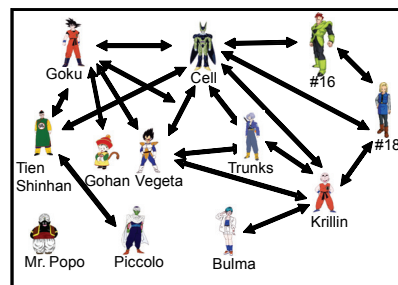 Goku
Cell
#16
#18
Tien
Shinhan
Gohan Vegeta
Trunks
Krillin
Mr. Popo
Piccolo
Bulma